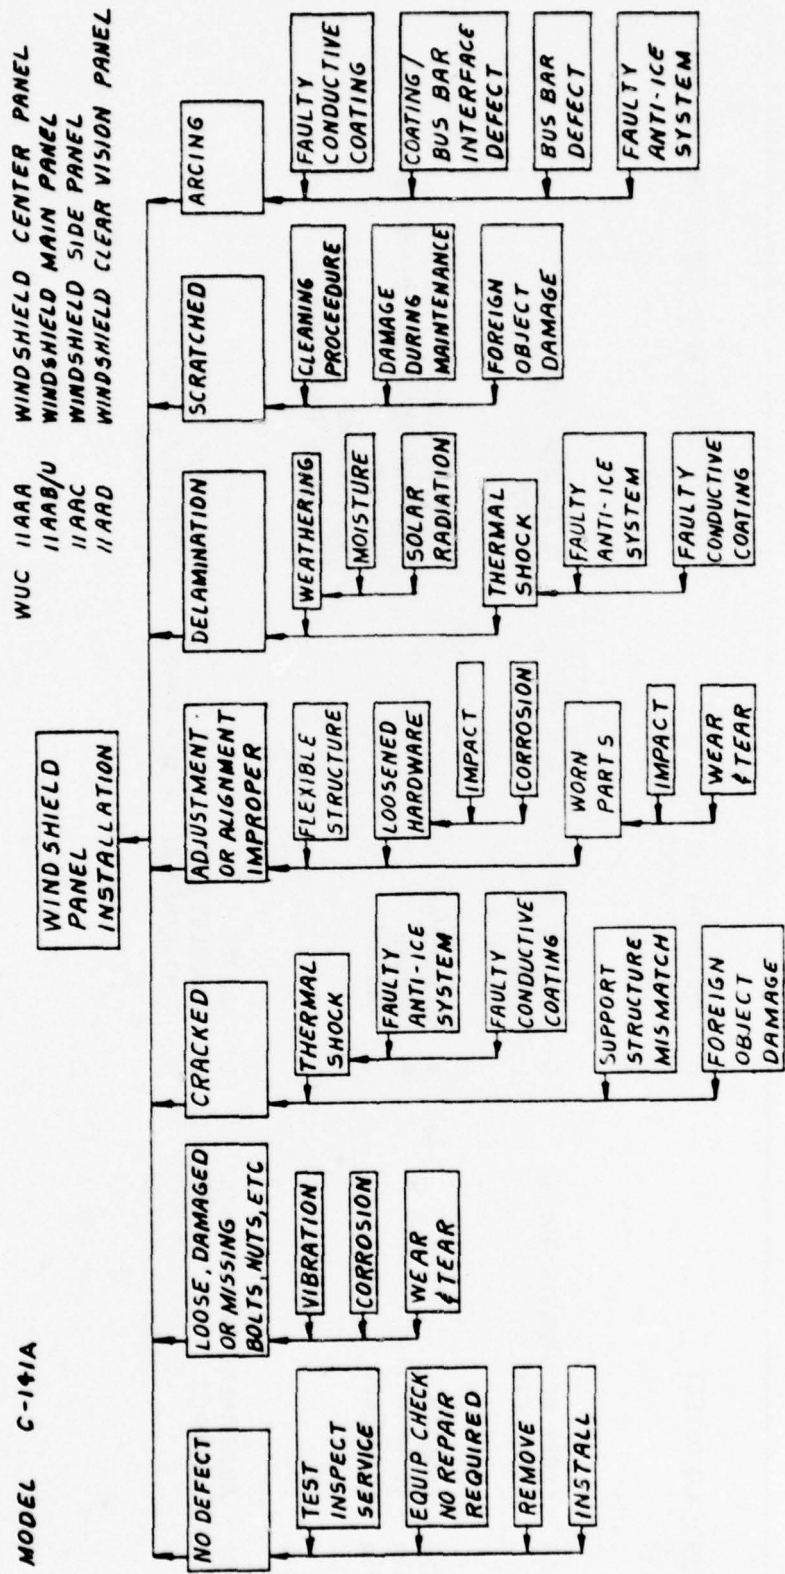 MODEL C-141A
WUC 11AAA WINDSHIELD CENTER PANEL
11AAB/U WINDSHIELD MAIN PANEL
11AAC WINDSHIELD SIDE PANEL
11AAD WINDSHIELD CLEAR VISION PANEL
WINDSHIELD
PANEL
INSTALLATION
NO DEFECT
TEST
INSPECT
SERVICE
EQUIP CHECK
NO REPAIR
REQUIRED
REMOVE
INSTALL
LOOSE, DAMAGED
OR MISSING
BOLTS, NUTS, ETC
VIBRATION
CORROSION
WEAR
& TEAR
CRACKED
THERMAL
SHOCK
FAULTY
ANTI-ICE
SYSTEM
FAULTY
CONDUCTIVE
COATING
SUPPORT
STRUCTURE
MISMATCH
FOREIGN
OBJECT
DAMAGE
ADJUSTMENT
OR ALIGNMENT
IMPROPER
FLEXIBLE
STRUCTURE
LOOSENED
HARDWARE
IMPACT
CORROSION
WORN
PARTS
IMPACT
WEAR
& TEAR
DELAMINATION
WEATHERING
MOISTURE
SOLAR
RADIATION
THERMAL
SHOCK
FAULTY
ANTI-ICE
SYSTEM
FAULTY
CONDUCTIVE
COATING
SCRATCHED
CLEANING
PROCEEDURE
DAMAGE
DURING
MAINTENANCE
FOREIGN
OBJECT
DAMAGE
ARCING
FAULTY
CONDUCTIVE
COATING
COATING/
BUS BAR
INTERFACE
DEFECT
BUS BAR
DEFECT
FAULTY
ANTI-ICE
SYSTEM